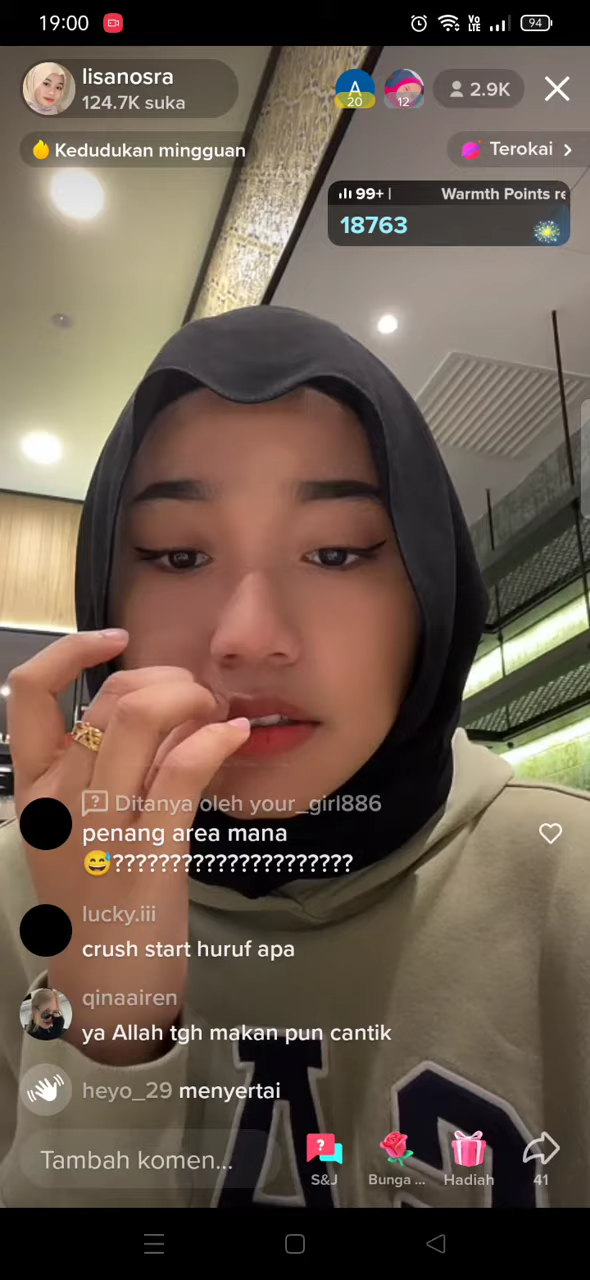 19:00
Vo
LTE
94
lisanosra
124.7K suka
A
20
12
2.9K
Kedudukan mingguan
Terokai
99+
Warmth Points re
18763
Ditanya oleh your_girl886
penang area mana
😅?????????????????????
lucky.iii
crush start huruf apa
qinaairen
ya Allah tgh makan pun cantik
heyo_29 menyertai
Tambah komen...
S&J
Bunga ...
Hadiah
41